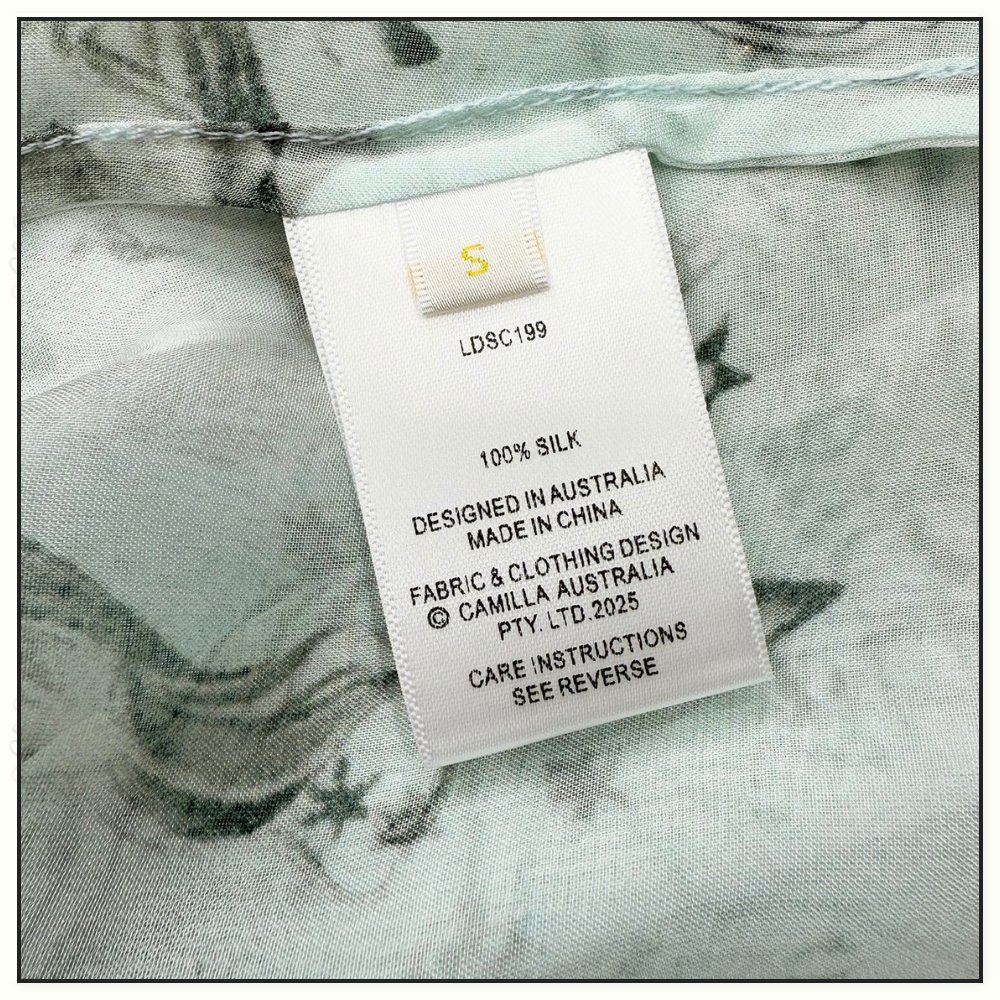 S
LDSC199
100% SILK
DESIGNED IN AUSTRALIA
MADE IN CHINA
FABRIC & CLOTHING DESIGN
© CAMILLA AUSTRALIA
PTY. LTD.2025
CARE INSTRUCTIONS
SEE REVERSE